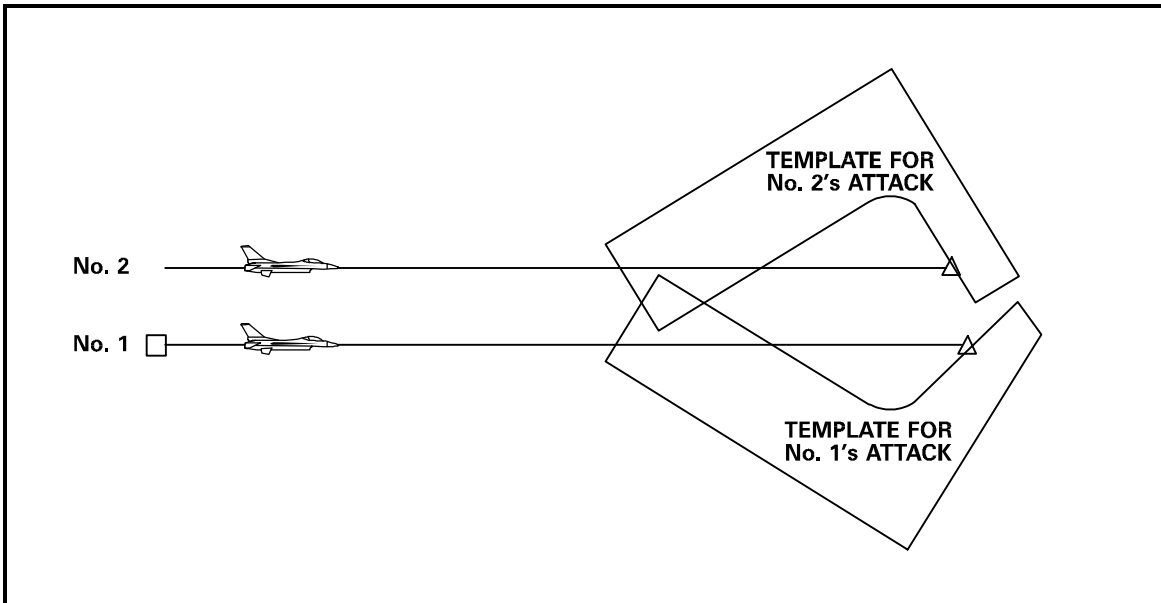 TEMPLATE FOR
No. 2's ATTACK
No. 2
No. 1
TEMPLATE FOR
No. 1's ATTACK